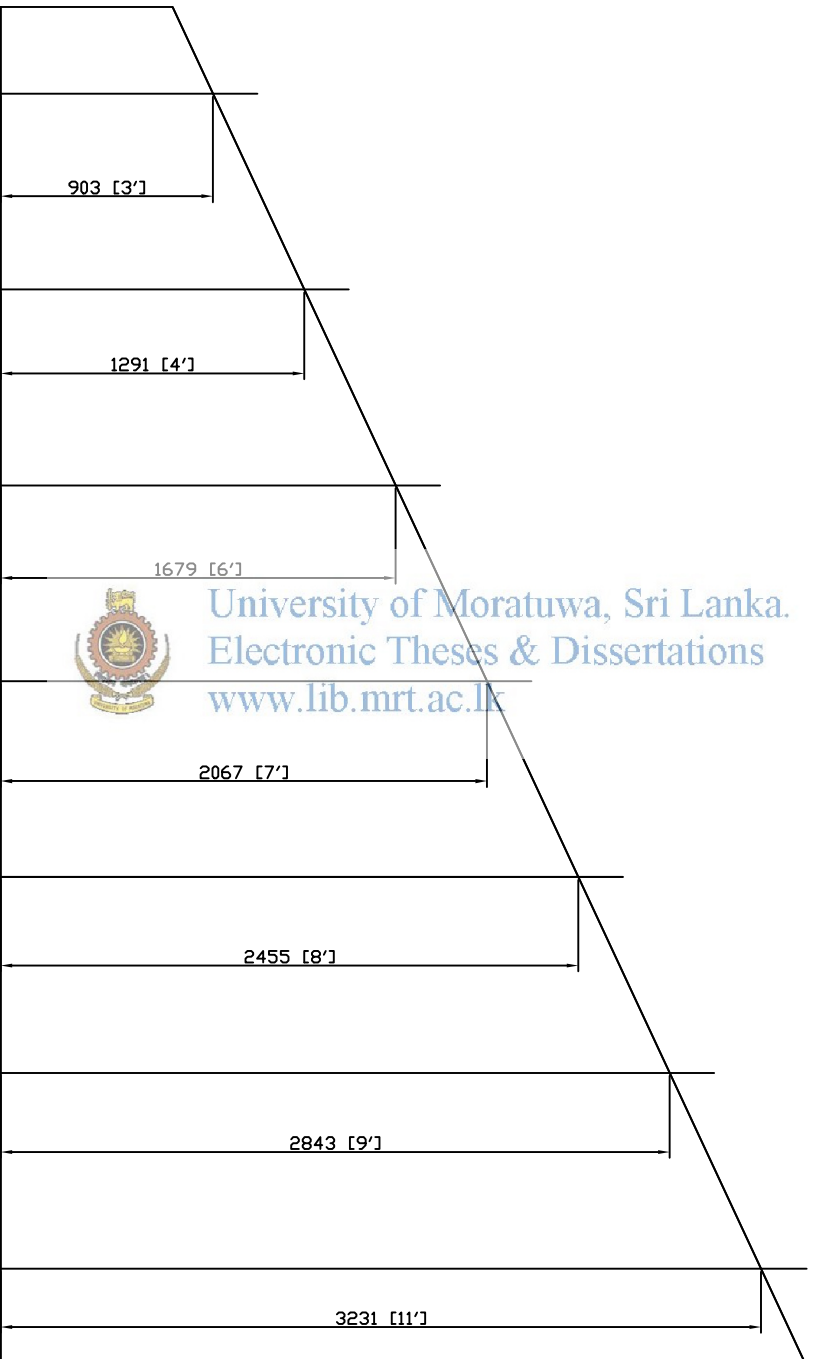 903 [3']
1291 [4']
1679 [6']
University of Moratuwa, Sri Lanka.
Electronic Theses & Dissertations
www.lib.mrt.ac.lk
2067 [7']
2455 [8']
2843 [9']
3231 [11']